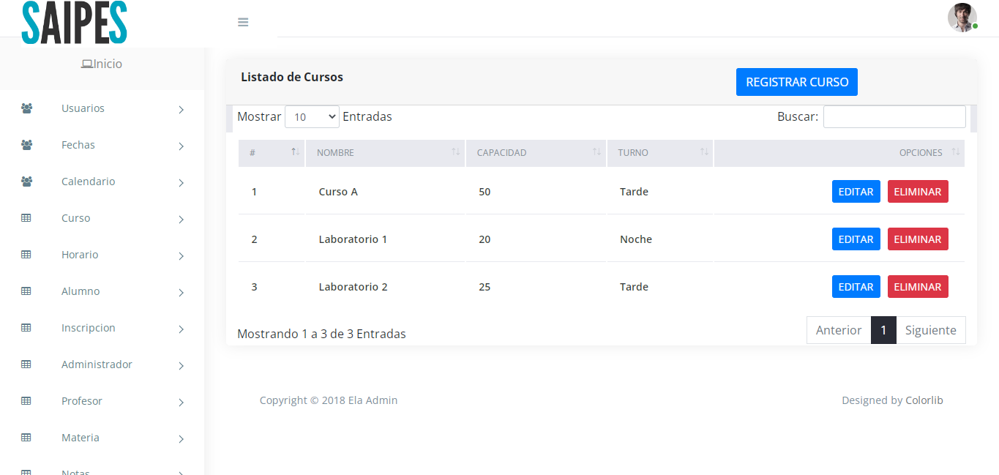 SAIPES
Inicio
Usuarios
Fechas
Calendario
Curso
Horario
Alumno
Inscripcion
Administrador
Profesor
Materia
Notas
Listado de Cursos
REGISTRAR CURSO
Mostrar 10 Entradas
Buscar:
# NOMBRE CAPACIDAD TURNO OPCIONES
1 Curso A 50 Tarde EDITAR ELIMINAR
2 Laboratorio 1 20 Noche EDITAR ELIMINAR
3 Laboratorio 2 25 Tarde EDITAR ELIMINAR
Mostrando 1 a 3 de 3 Entradas
Anterior 1 Siguiente
Copyright © 2018 Ela Admin
Designed by Colorlib